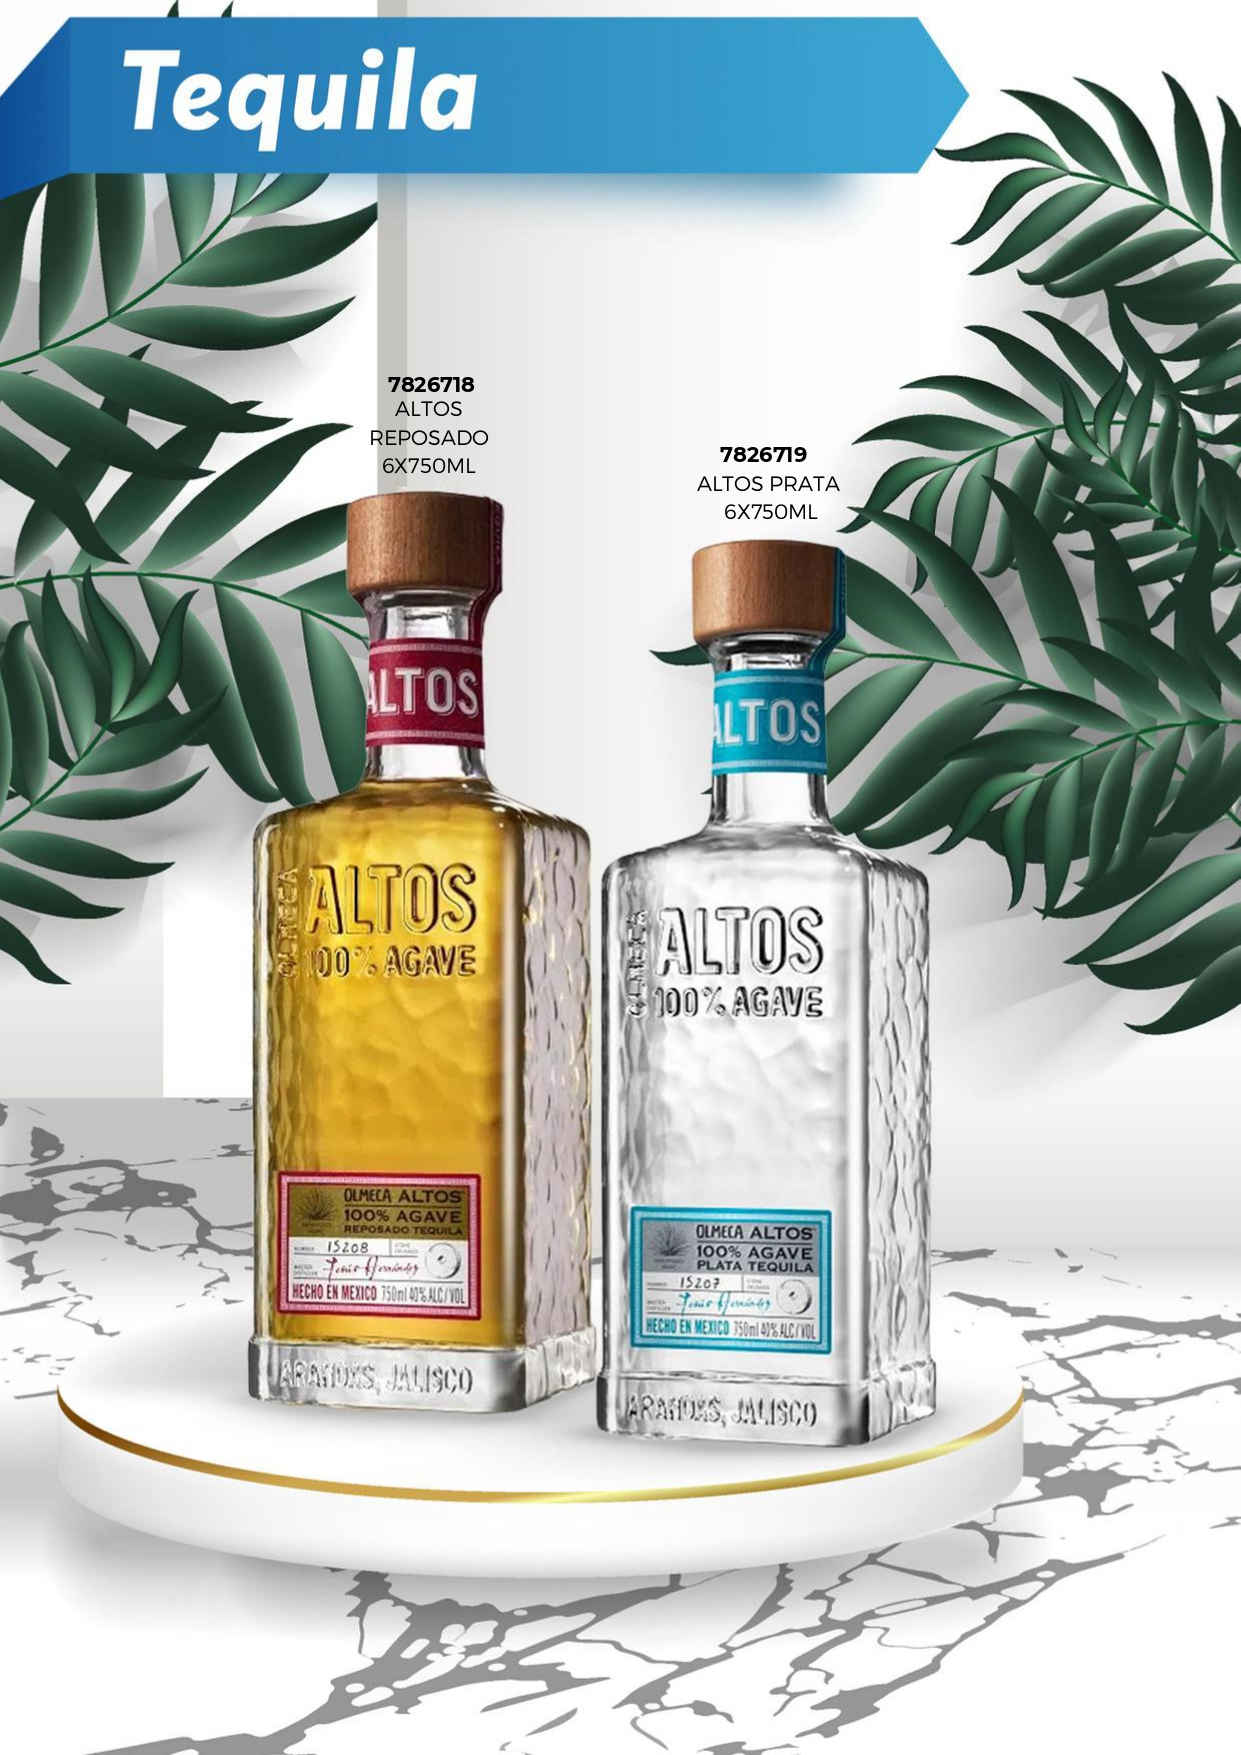 Tequila
7826718
ALTOS
REPOSADO
6X750ML
7826719
ALTOS PRATA
6X750ML
ALTOS
ALTOS
OLMECA
ALTOS
100% AGAVE
OLMECA ALTOS
100% AGAVE
REPOSADO TEQUILA
15208
HECHO EN MEXICO 750ml 40% ALC/VOL
ARANDAS, JALISCO
OLMECA
ALTOS
100% AGAVE
OLMECA ALTOS
100% AGAVE
PLATA TEQUILA
15207
HECHO EN MEXICO 750ml 40% ALC/VOL
ARANDAS, JALISCO